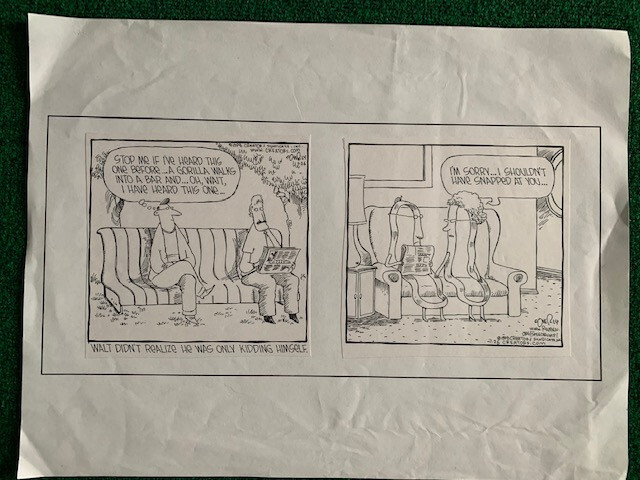 STOP ME IF I'VE HEARD THIS
ONE BEFORE...A GORILLA WALKS
INTO A BAR AND...OH, WAIT,
I HAVE HEARD THIS ONE...
WALT DIDN'T REALIZE HE WAS ONLY KIDDING HIMSELF.
I'M SORRY...I SHOULDN'T
HAVE SNAPPED AT YOU...